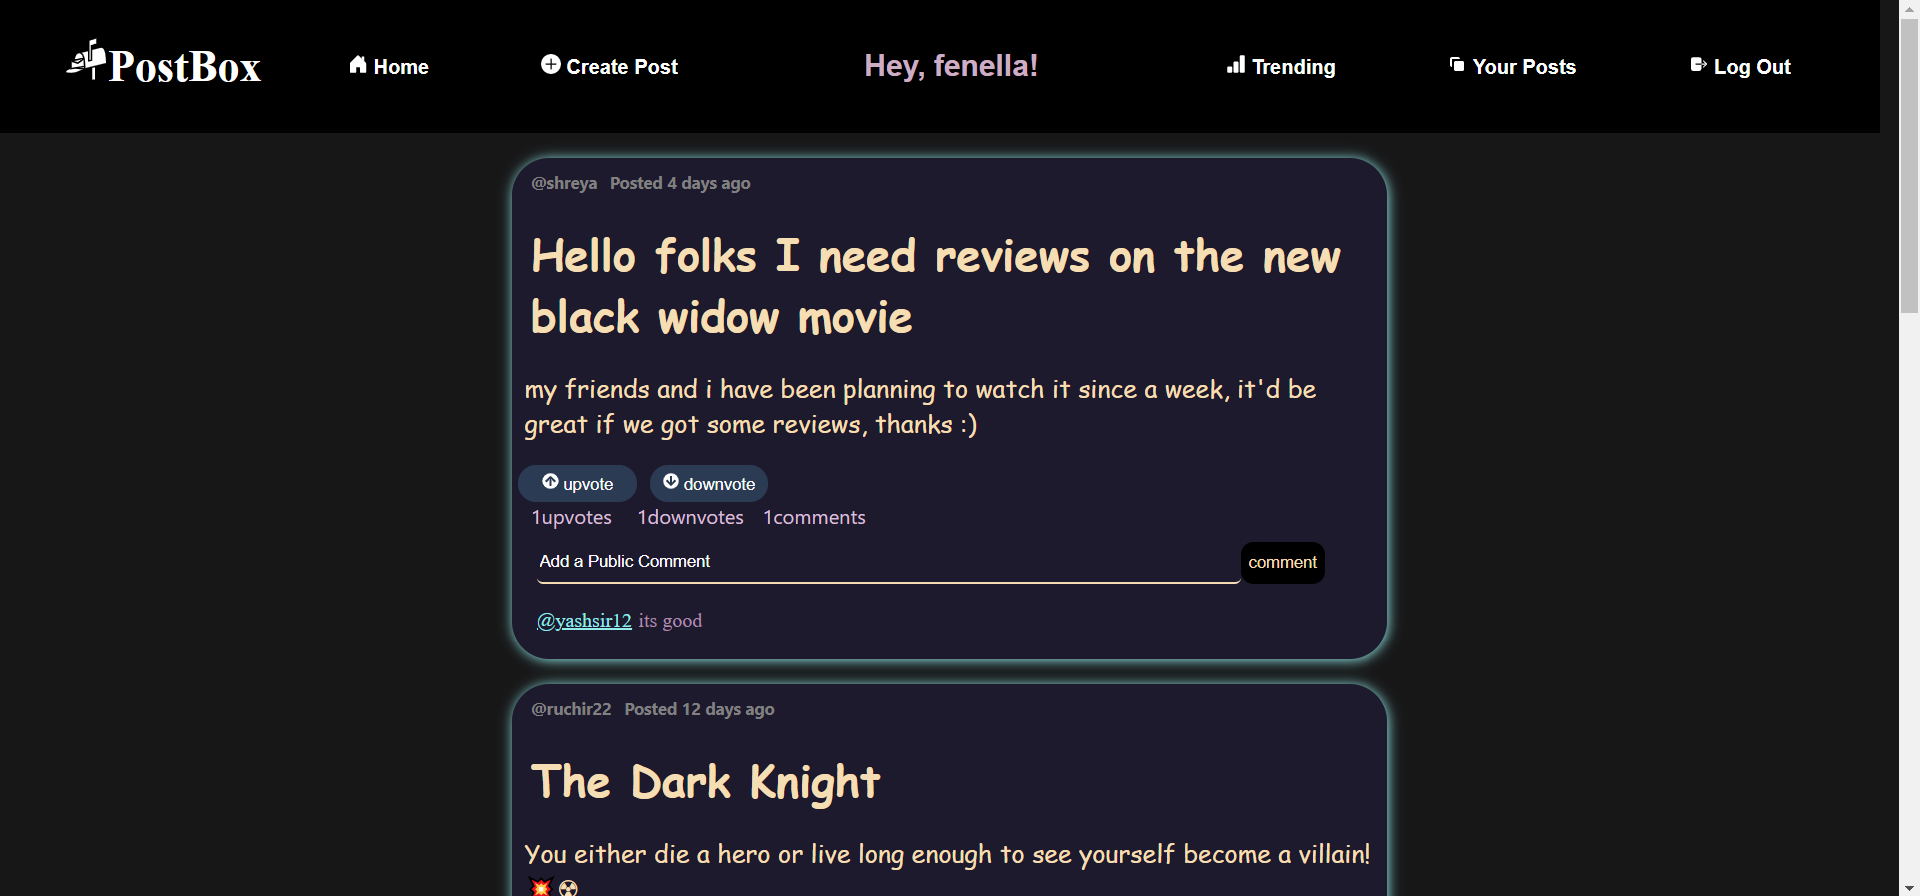 PostBox Home Create Post Hey, fenella! Trending Your Posts Log Out
@shreya Posted 4 days ago
Hello folks I need reviews on the new
black widow movie
my friends and i have been planning to watch it since a week, it'd be
great if we got some reviews, thanks :)
upvote downvote
1upvotes 1downvotes 1comments
Add a Public Comment comment
@yashsir12 its good
@ruchir22 Posted 12 days ago
The Dark Knight
You either die a hero or live long enough to see yourself become a villain!
💥☢